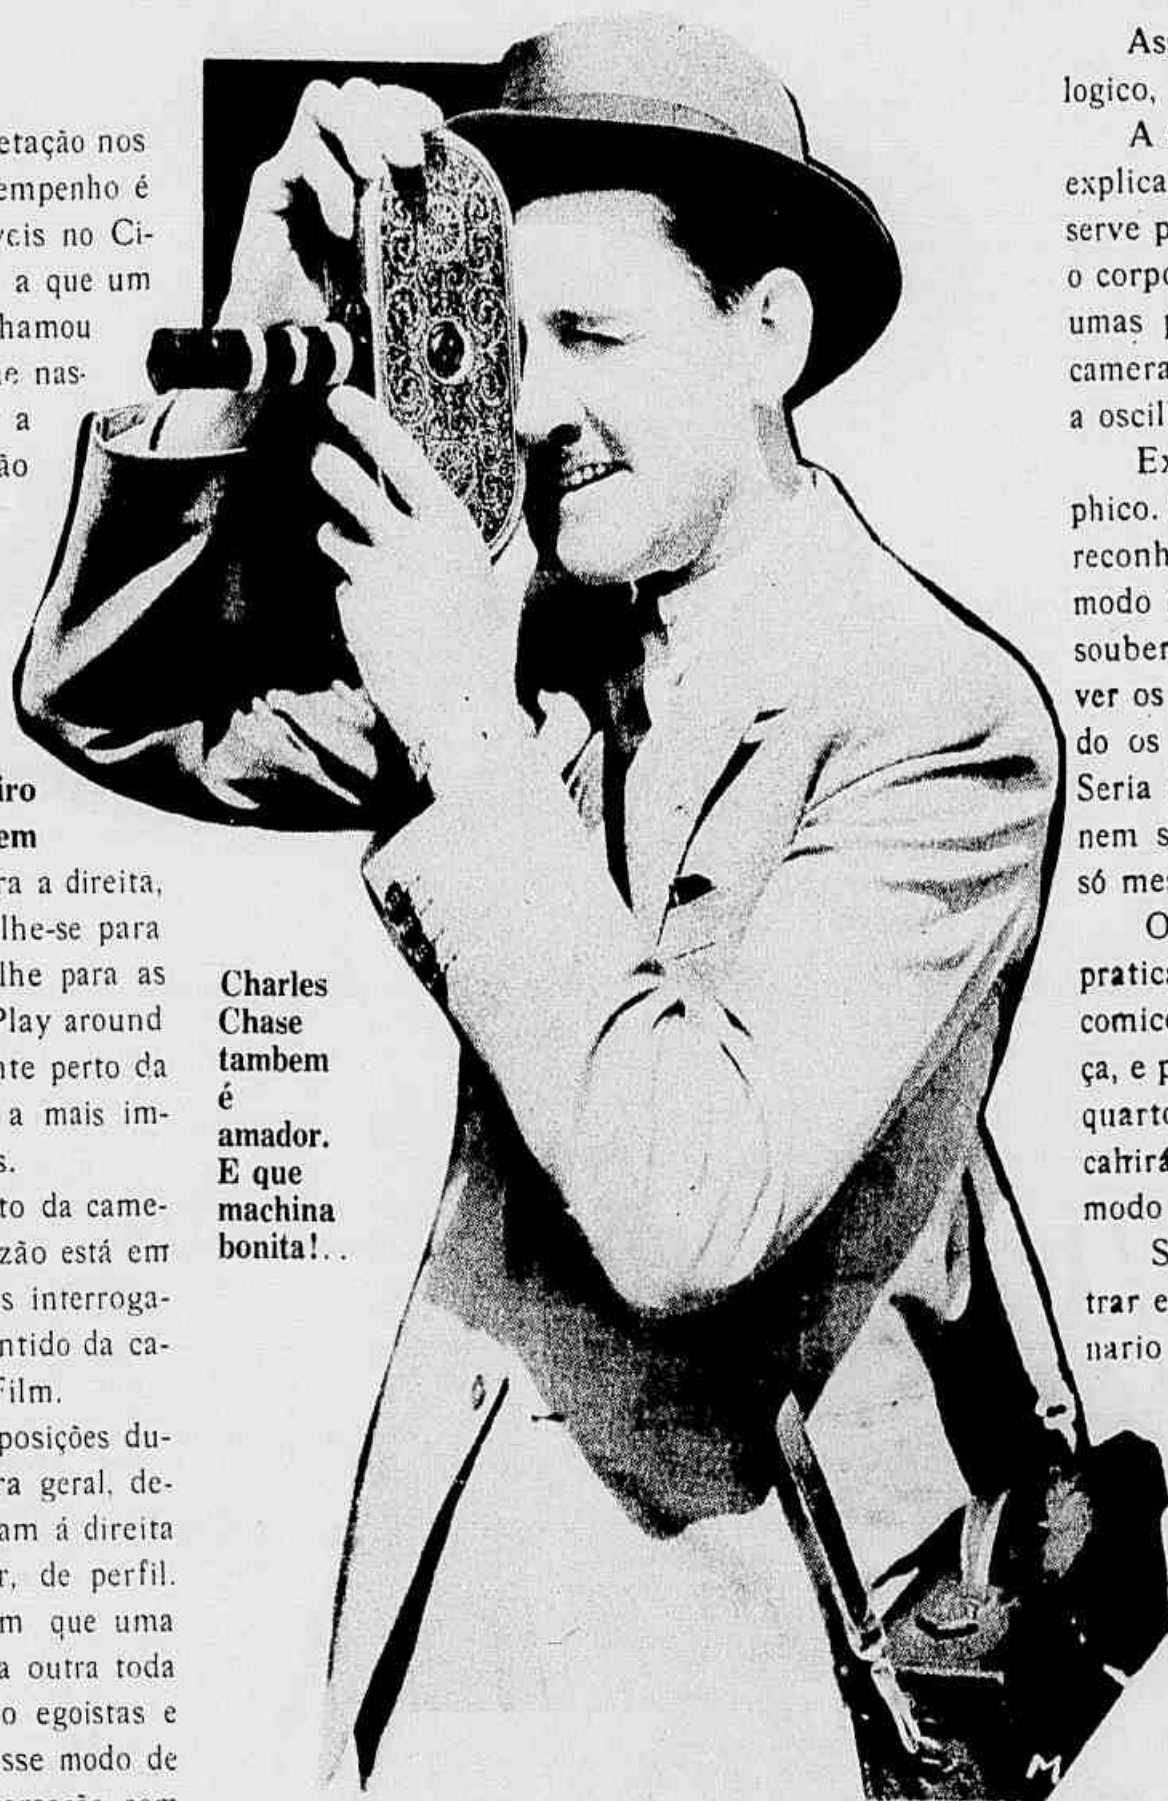 etação nos
empenho é
veis no Ci-
a que um
hamou
e nas-
a
ão
iro
em
ra a direita,
lhe-se para
lhe para as
Play around
nte perto da
a mais im-
s.
to da came-
zão está em
s interroga-
ntido da ca-
Film.
posições du-
ra geral, de-
am á direita
r, de perfil.
m que uma
a outra toda
o egoistas e
sse modo de
Charles
Chase
tambem
é
amador.
E que
machina
bonita!. .
As
logico,
A
explica
serve p
o corpo
umas p
camera
a oscil
Ex
phico.
reconh
modo
souber
ver os
do os
Seria
nem s
só me
O
pratica
comico
ça, e p
quarto
cahirá
modo
S
trar e
nario
M